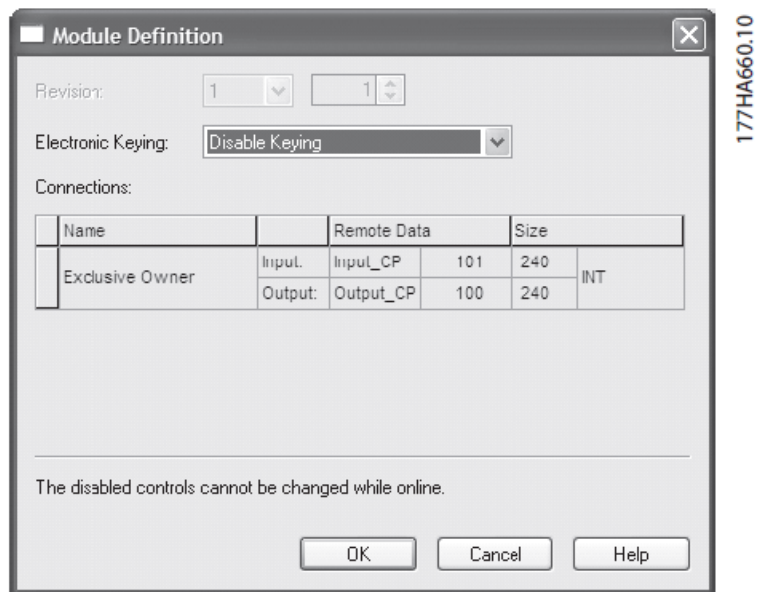 Module Definition
Revision: 1 1
Electronic Keying: Disable Keying
Connections:
Name Remote Data Size
Exclusive Owner Input: Input_CP 101 240 INT
Output: Output_CP 100 240
The disabled controls cannot be changed while online.
OK Cancel Help
177HA660.10